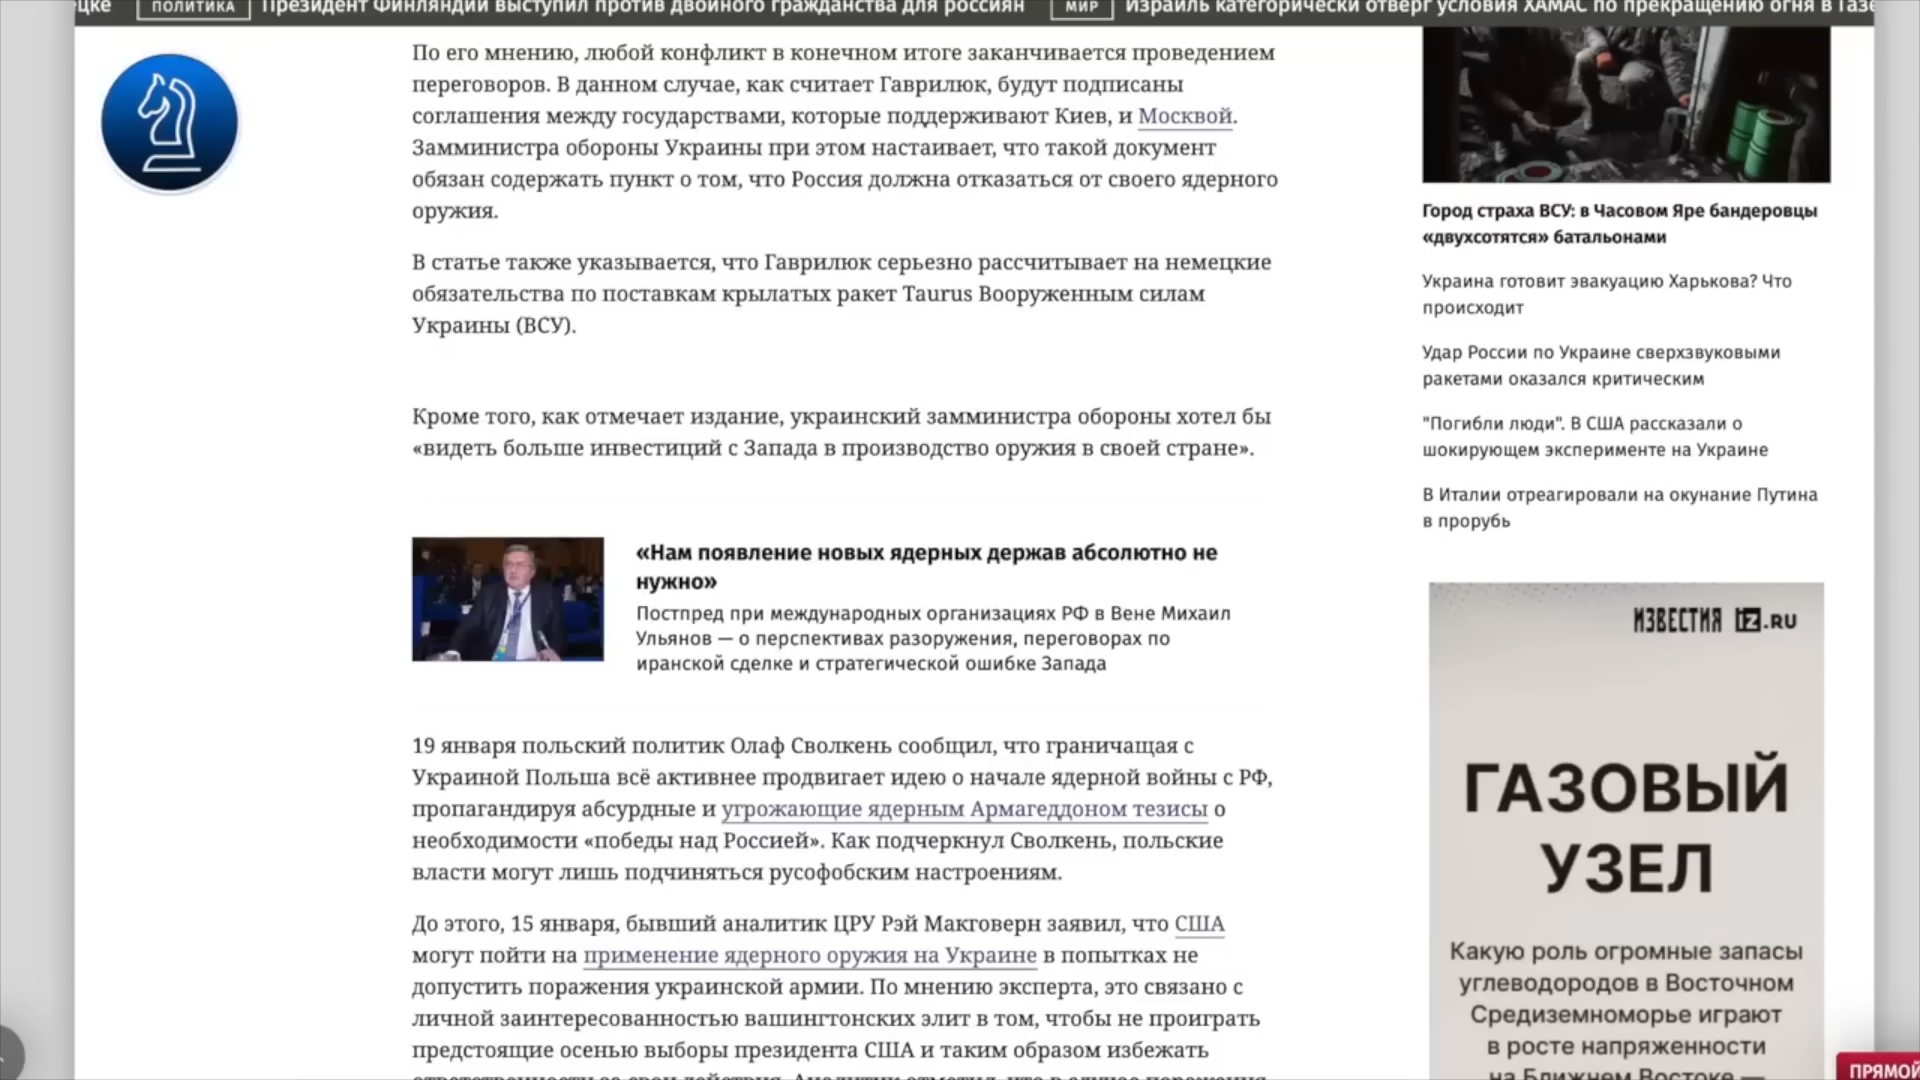 цке
ПОЛИТИКА
Президент Финляндии выступил против двойного гражданства для россиян
МИР
Израиль категорически отверг условия ХАМАС по прекращению огня в Газе
По его мнению, любой конфликт в конечном итоге заканчивается проведением
переговоров. В данном случае, как считает Гаврилюк, будут подписаны
соглашения между государствами, которые поддерживают Киев, и Москвой.
Замминистра обороны Украины при этом настаивает, что такой документ
обязан содержать пункт о том, что Россия должна отказаться от своего ядерного
оружия.
В статье также указывается, что Гаврилюк серьезно рассчитывает на немецкие
обязательства по поставкам крылатых ракет Taurus Вооруженным силам
Украины (ВСУ).
Кроме того, как отмечает издание, украинский замминистра обороны хотел бы
«видеть больше инвестиций с Запада в производство оружия в своей стране».
«Нам появление новых ядерных держав абсолютно не
нужно»
Постпред при международных организациях РФ в Вене Михаил
Ульянов — о перспективах разоружения, переговорах по
иранской сделке и стратегической ошибке Запада
19 января польский политик Олаф Сволкень сообщил, что граничащая с
Украиной Польша всё активнее продвигает идею о начале ядерной войны с РФ,
пропагандируя абсурдные и угрожающие ядерным Армагеддоном тезисы о
необходимости «победы над Россией». Как подчеркнул Сволкень, польские
власти могут лишь подчиняться русофобским настроениям.
До этого, 15 января, бывший аналитик ЦРУ Рэй Макговерн заявил, что США
могут пойти на применение ядерного оружия на Украине в попытках не
допустить поражения украинской армии. По мнению эксперта, это связано с
личной заинтересованностью вашингтонских элит в том, чтобы не проиграть
предстоящие осенью выборы президента США и таким образом избежать
Город страха ВСУ: в Часовом Яре бандеровцы
«двухсотятся» батальонами
Украина готовит эвакуацию Харькова? Что
происходит
Удар России по Украине сверхзвуковыми
ракетами оказался критическим
"Погибли люди". В США рассказали о
шокирующем эксперименте на Украине
В Италии отреагировали на окунание Путина
в прорубь
ИЗВЕСТИЯ IZ.RU
ГАЗОВЫЙ
УЗЕЛ
Какую роль огромные запасы
углеводородов в Восточном
Средиземноморье играют
в росте напряженности
на Ближнем Востоке —
ПРЯМОЙ